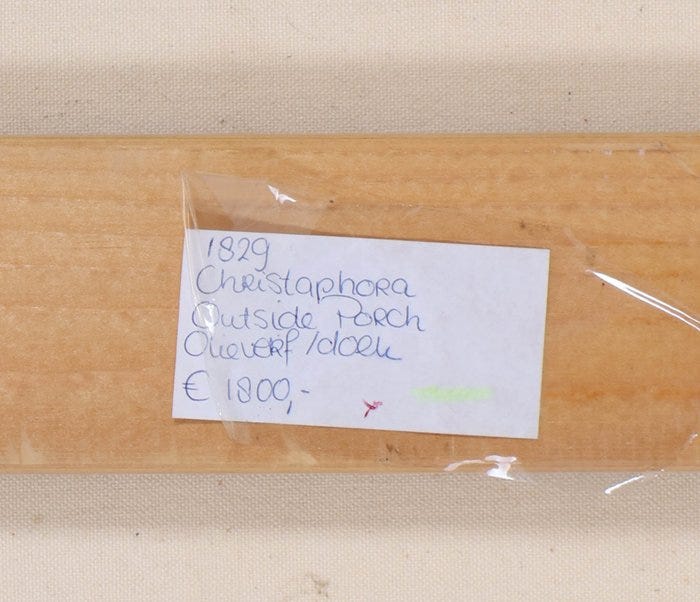 1829
Christaphora
Outside Porch
Olieverf /doek
€ 1800,-